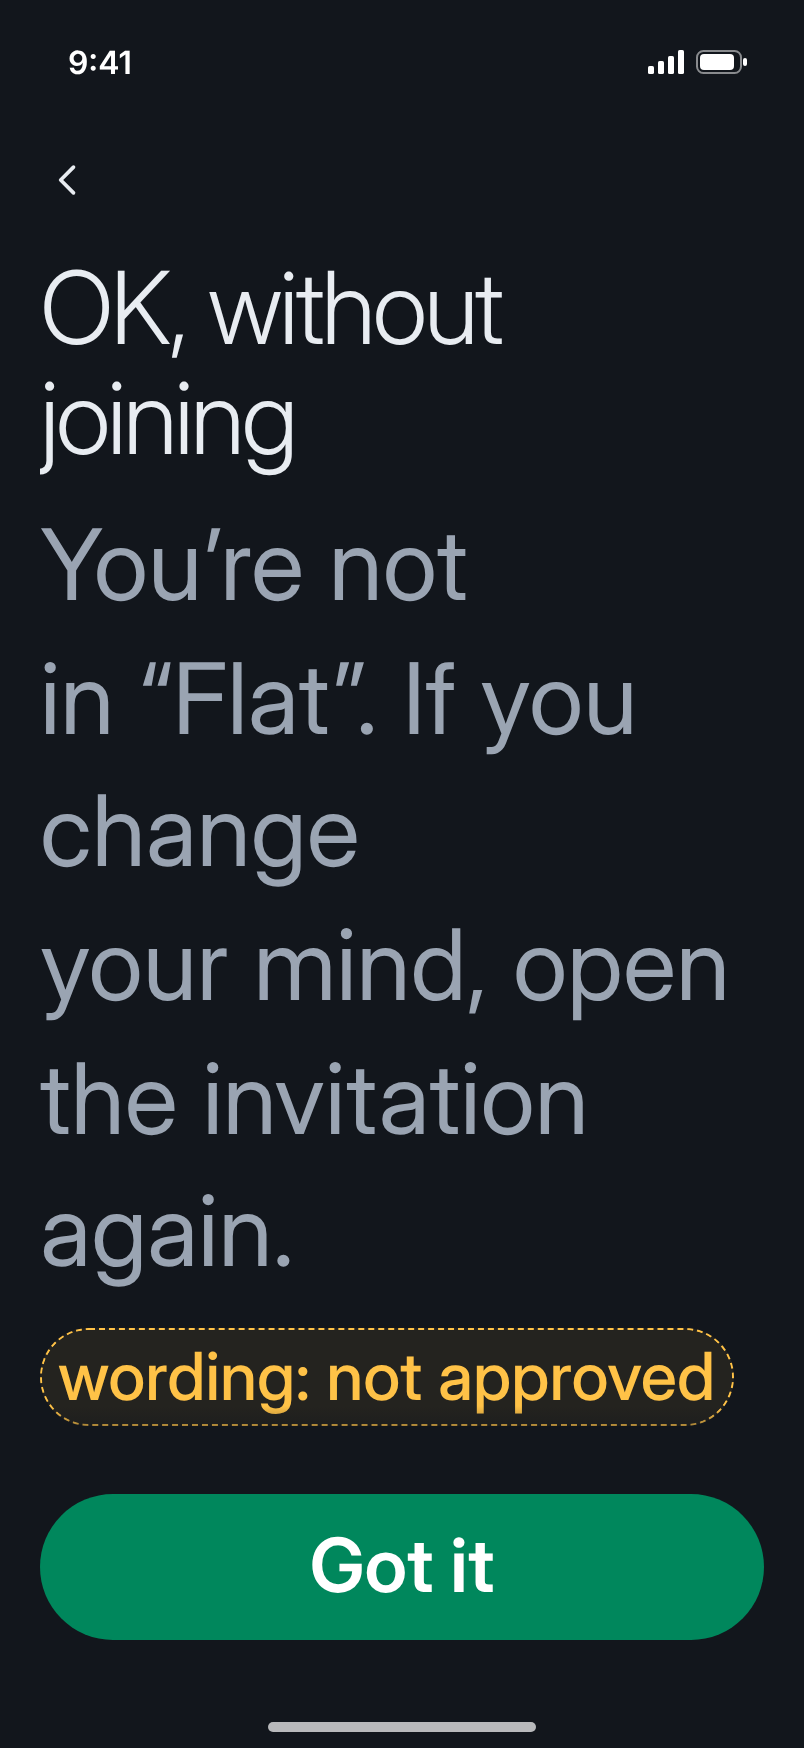 9:41
OK, without
joining
You’re not
in “Flat”. If you
change
your mind, open
the invitation
again.
wording: not approved
Got it